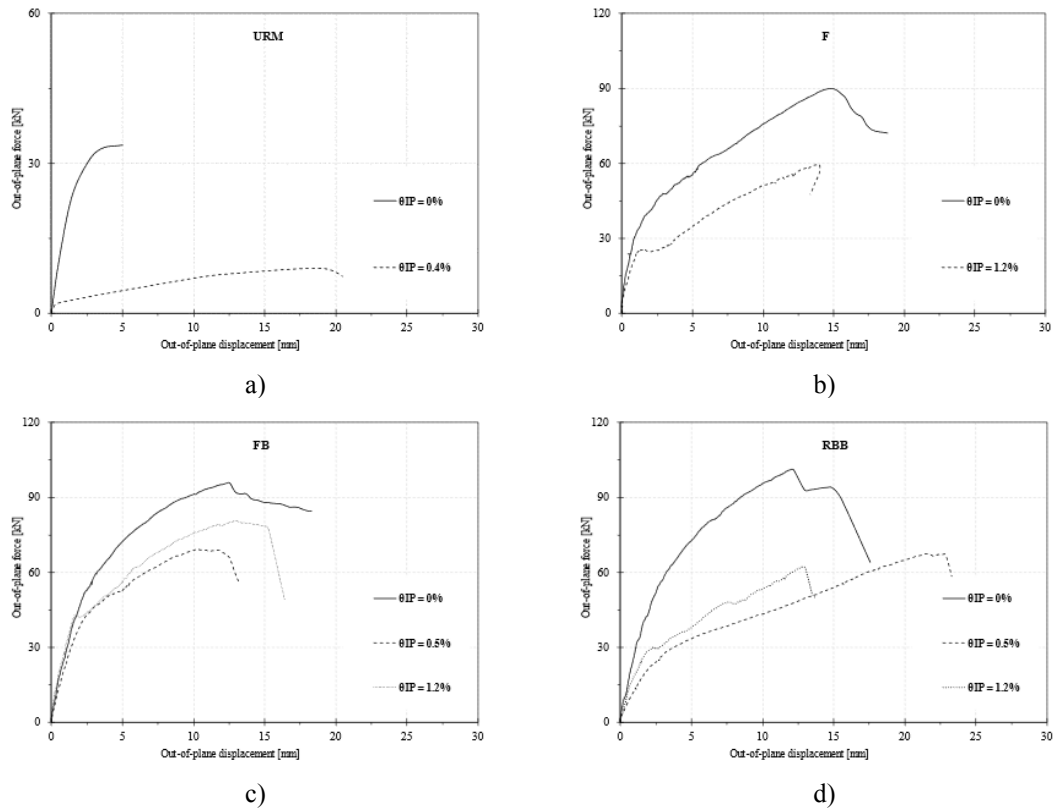 60
URM
Out-of-plane force [kN]
30
θIP = 0%
θIP = 0.4%
0
0 5 10 15 20 25 30
Out-of-plane displacement [mm]
a)
120
F
90
Out-of-plane force [kN]
60
θIP = 0%
30
θIP = 1.2%
0
0 5 10 15 20 25 30
Out-of-plane displacement [mm]
b)
120
FB
90
Out-of-plane force [kN]
60
θIP = 0%
θIP = 0.5%
30
θIP = 1.2%
0
0 5 10 15 20 25 30
Out-of-plane displacement [mm]
c)
120
RBB
90
Out-of-plane force [kN]
60
θIP = 0%
θIP = 0.5%
30
θIP = 1.2%
0
0 5 10 15 20 25 30
Out-of-plane displacement [mm]
d)